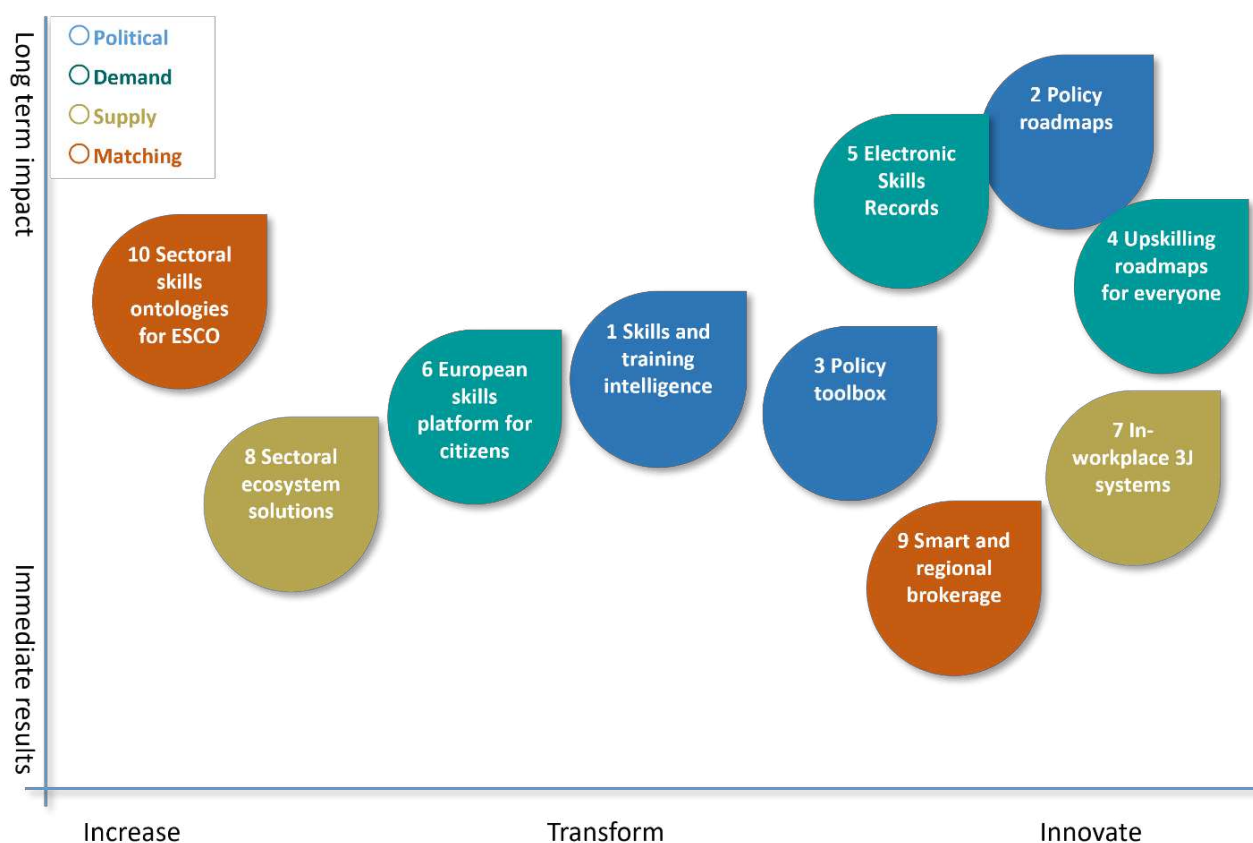 Long term impact
Immediate results
Political
Demand
Supply
Matching
2 Policy
roadmaps
5 Electronic
Skills
Records
4 Upskilling
roadmaps
for everyone
10 Sectoral
skills
ontologies
for ESCO
1 Skills and
training
intelligence
6 European
skills
platform for
citizens
3 Policy
toolbox
8 Sectoral
ecosystem
solutions
7 In-
workplace 3J
systems
9 Smart and
regional
brokerage
Increase
Transform
Innovate